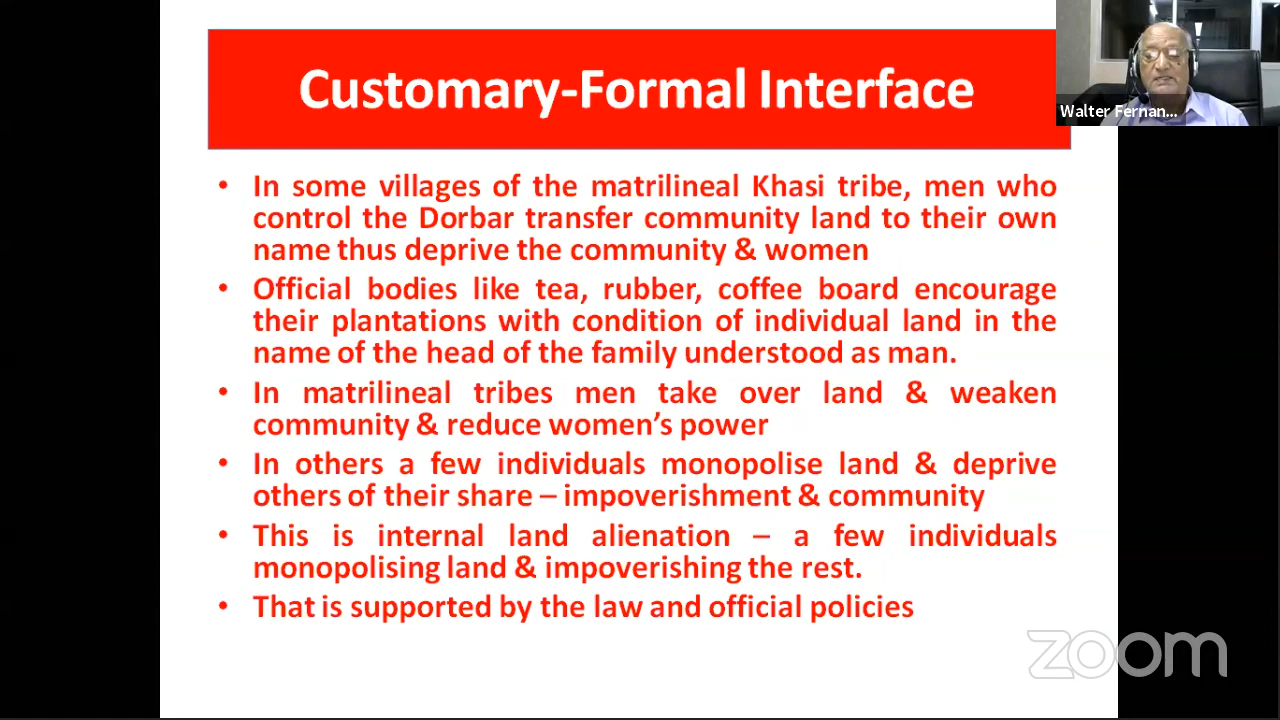 Customary-Formal Interface
Walter Fernan...
• In some villages of the matrilineal Khasi tribe, men who
control the Dorbar transfer community land to their own
name thus deprive the community & women
• Official bodies like tea, rubber, coffee board encourage
their plantations with condition of individual land in the
name of the head of the family understood as man.
• In matrilineal tribes men take over land & weaken
community & reduce women’s power
• In others a few individuals monopolise land & deprive
others of their share – impoverishment & community
• This is internal land alienation – a few individuals
monopolising land & impoverishing the rest.
• That is supported by the law and official policies
zoom